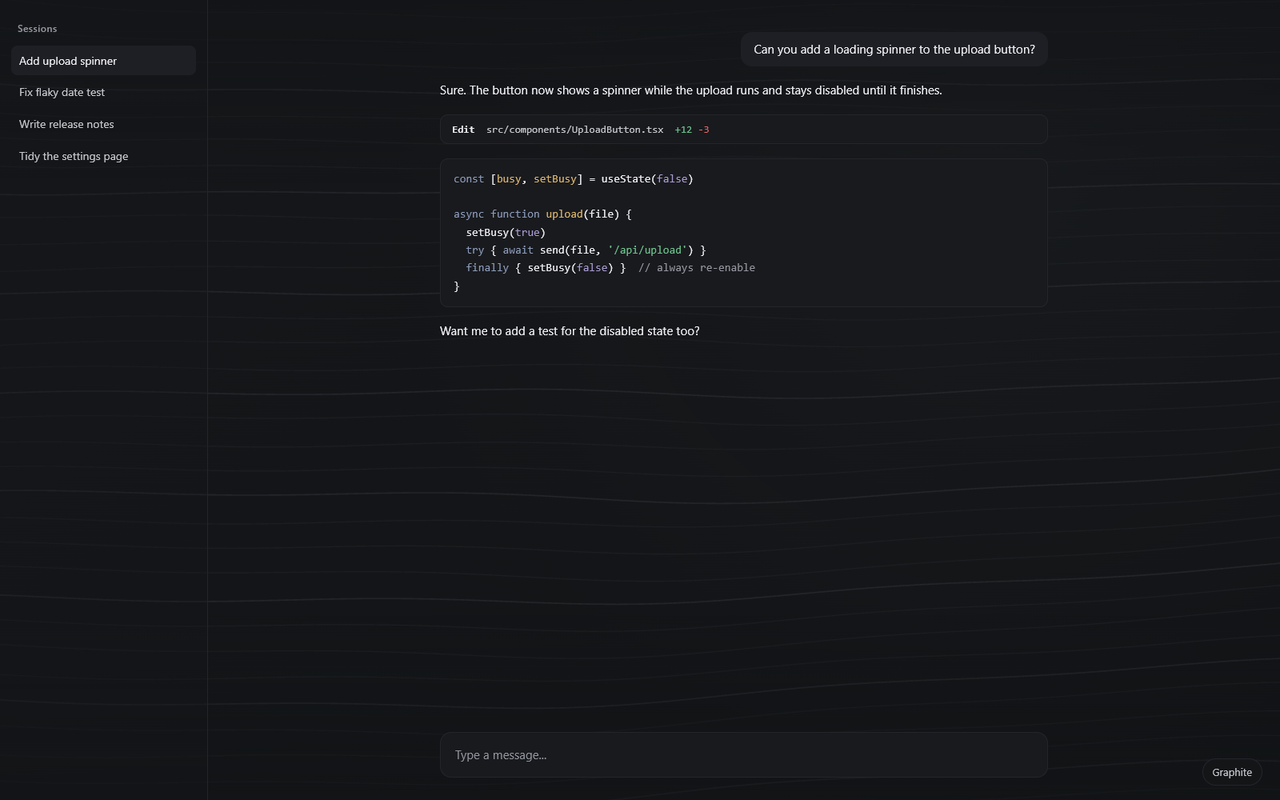 Sessions
Add upload spinner
Fix flaky date test
Write release notes
Tidy the settings page
Can you add a loading spinner to the upload button?
Sure. The button now shows a spinner while the upload runs and stays disabled until it finishes.
Edit src/components/UploadButton.tsx +12 -3
const [busy, setBusy] = useState(false)
async function upload(file) {
  setBusy(true)
  try { await send(file, '/api/upload') }
  finally { setBusy(false) }  // always re-enable
}
Want me to add a test for the disabled state too?
Type a message...
Graphite